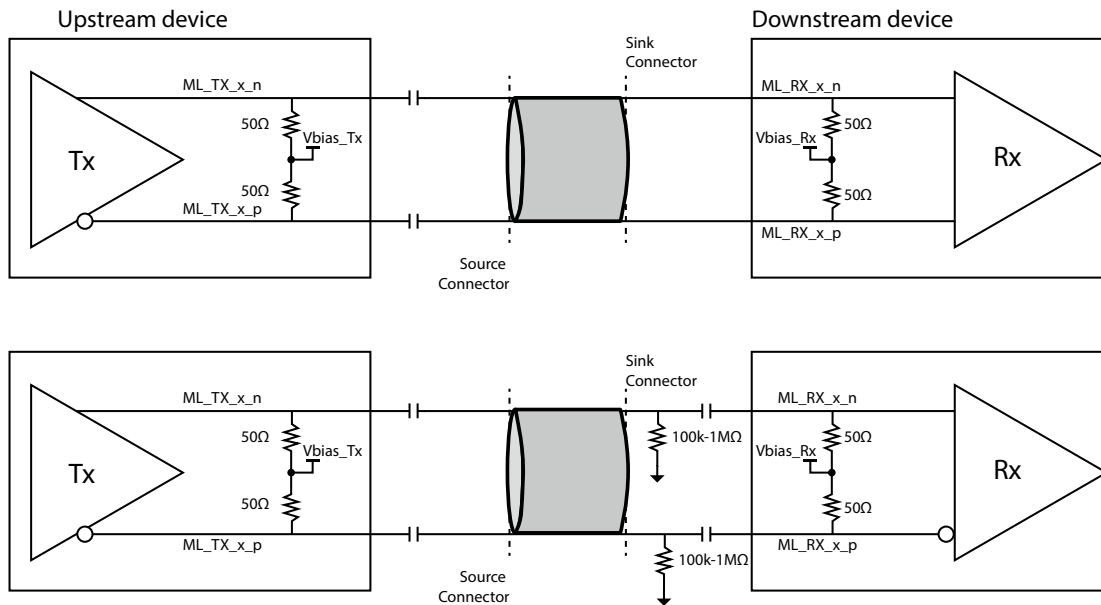 Upstream device
Downstream device
Sink
Connector
ML_TX_x_n
ML_RX_x_n
50Ω
Vbias_Tx
Vbias_Rx
50Ω
Tx
Rx
50Ω
50Ω
ML_TX_x_p
ML_RX_x_p
Source
Connector
Sink
Connector
ML_TX_x_n
ML_RX_x_n
50Ω
100k-1MΩ
50Ω
Vbias_Tx
Vbias_Rx
Tx
Rx
50Ω
50Ω
ML_TX_x_p
ML_RX_x_p
100k-1MΩ
Source
Connector